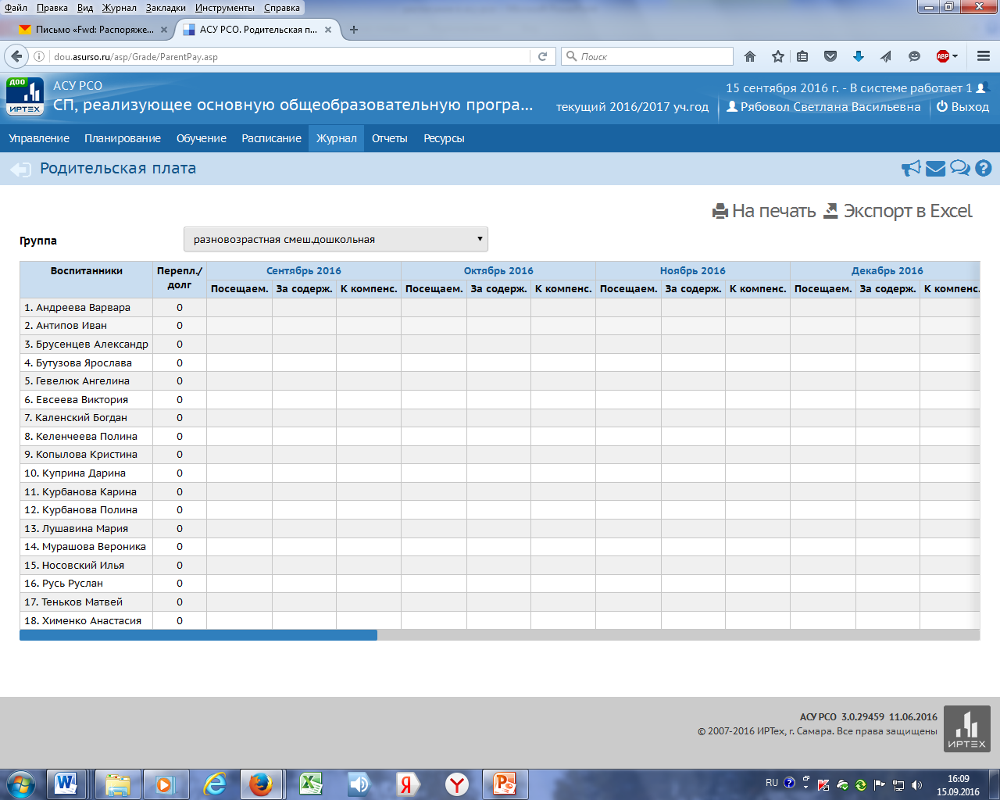 Файл Правка Вид Журнал Закладки Инструменты Справка
Письмо «Fwd: Распоряже... × АСУ РСО. Родительская п... × +
dou.asurso.ru/asp/Grade/ParentPay.asp Поиск ABP
ДОО АСУ РСО 15 сентября 2016 г. - В системе работает 1
ИРТЕХ СП, реализующее основную общеобразовательную програ... текущий 2016/2017 уч.год Рябовол Светлана Васильевна Выход
Управление Планирование Обучение Расписание Журнал Отчеты Ресурсы
Родительская плата ?
На печать Экспорт в Excel
Группа разновозрастная смеш.дошкольная
Воспитанники Перепл./долг Сентябрь 2016 Октябрь 2016 Ноябрь 2016 Декабрь 2016
Посещаем. За содерж. К компенс. Посещаем. За содерж. К компенс. Посещаем. За содерж. К компенс. Посещаем. За содерж. К компенс.
1. Андреева Варвара 0
2. Антипов Иван 0
3. Брусенцев Александр 0
4. Бутузова Ярослава 0
5. Гевелюк Ангелина 0
6. Евсеева Виктория 0
7. Каленский Богдан 0
8. Келенчеева Полина 0
9. Копылова Кристина 0
10. Куприна Дарина 0
11. Курбанова Карина 0
12. Курбанова Полина 0
13. Лушавина Мария 0
14. Мурашова Вероника 0
15. Носовский Илья 0
16. Русь Руслан 0
17. Теньков Матвей 0
18. Хименко Анастасия 0
АСУ РСО 3.0.29459 11.06.2016
© 2007-2016 ИРТех, г. Самара. Все права защищены
ИРТЕХ
RU 16:09
15.09.2016